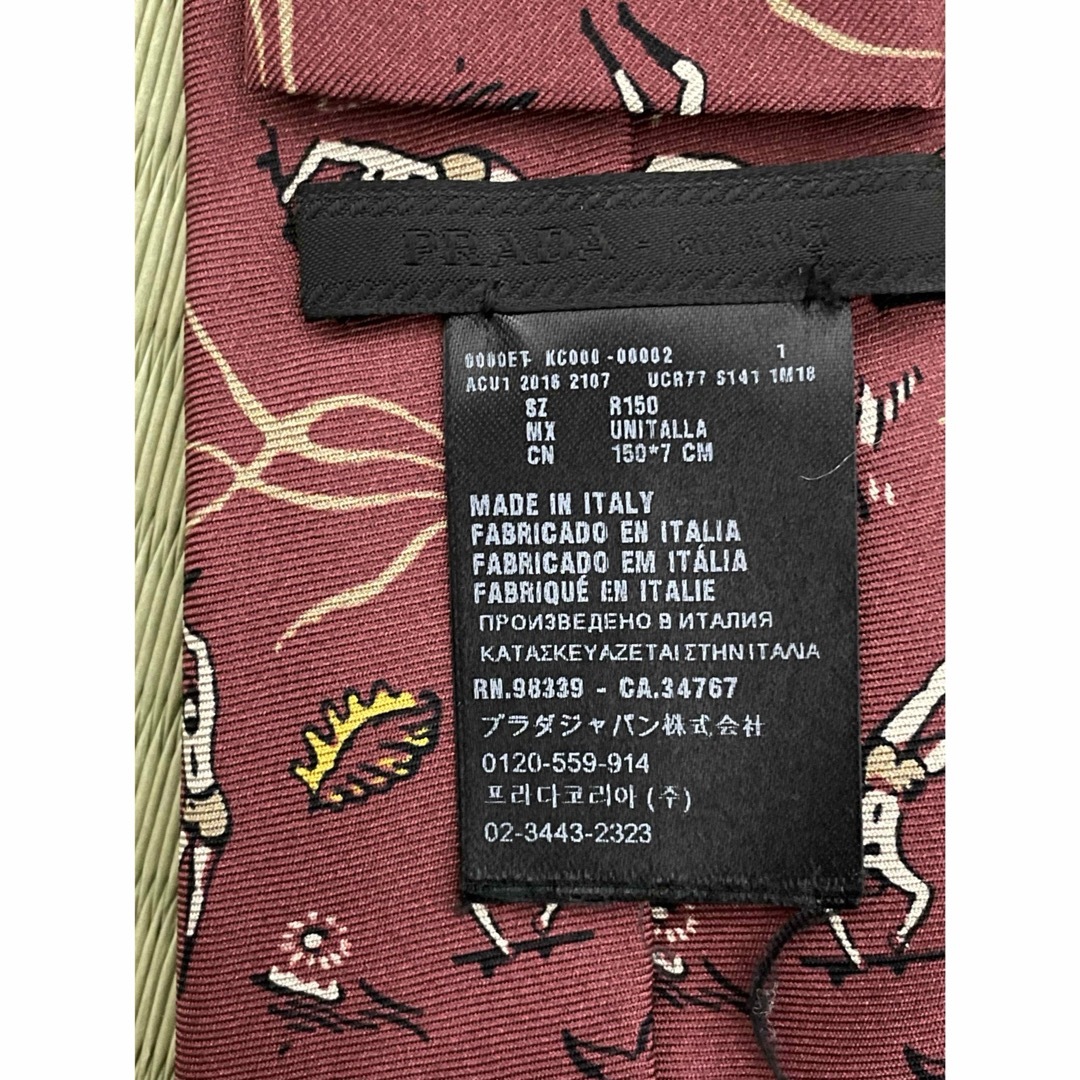 PRADA - MILANO
0000ET KC000-00002 1
ACU1 2016 2107 UCR77 S141 1M18
SZ R150
MX UNITALLA
CN 150*7 CM
MADE IN ITALY
FABRICADO EN ITALIA
FABRICADO EM ITÁLIA
FABRIQUÉ EN ITALIE
ПРОИЗВЕДЕНО В ИТАЛИЯ
ΚΑΤΑΣΚΕΥΑΖΕΤΑΙ ΣΤΗΝ ΙΤΑΛΙΑ
RN.98339 - CA.34767
プラダジャパン株式会社
0120-559-914
프라다코리아 (주)
02-3443-2323